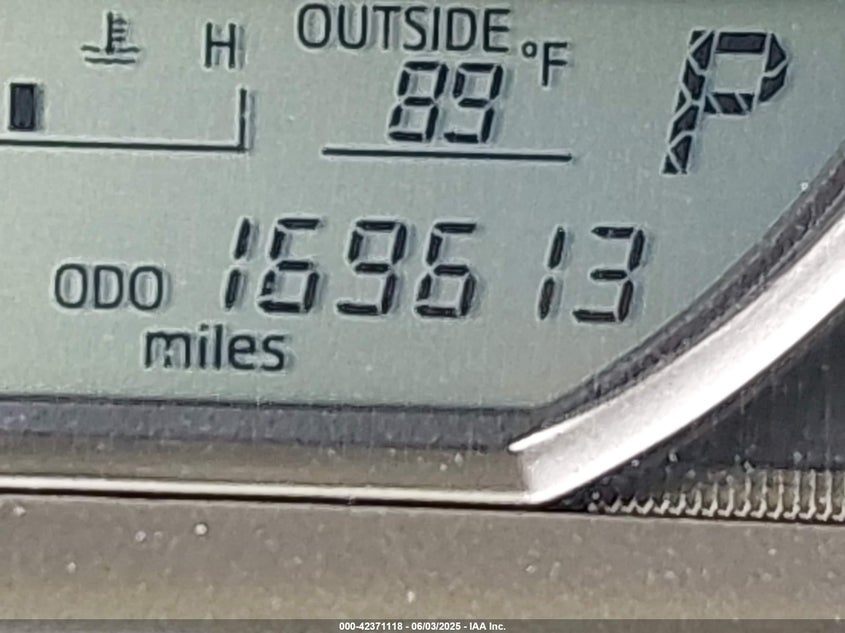 H OUTSIDE °F P
89
ODO 169613
miles
000-42371118 - 06/03/2025 - IAA Inc.